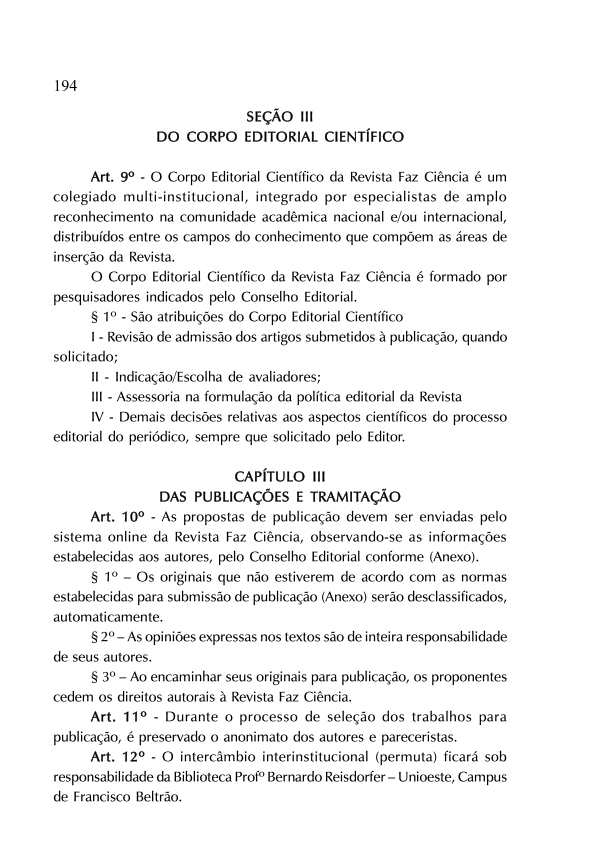 194
SEÇÃO III
DO CORPO EDITORIAL CIENTÍFICO
Art. 9º - O Corpo Editorial Científico da Revista Faz Ciência é um
colegiado multi-institucional, integrado por especialistas de amplo
reconhecimento na comunidade acadêmica nacional e/ou internacional,
distribuídos entre os campos do conhecimento que compõem as áreas de
inserção da Revista.
O Corpo Editorial Científico da Revista Faz Ciência é formado por
pesquisadores indicados pelo Conselho Editorial.
§ 1º - São atribuições do Corpo Editorial Científico
I - Revisão de admissão dos artigos submetidos à publicação, quando
solicitado;
II - Indicação/Escolha de avaliadores;
III - Assessoria na formulação da política editorial da Revista
IV - Demais decisões relativas aos aspectos científicos do processo
editorial do periódico, sempre que solicitado pelo Editor.
CAPÍTULO III
DAS PUBLICAÇÕES E TRAMITAÇÃO
Art. 10º - As propostas de publicação devem ser enviadas pelo
sistema online da Revista Faz Ciência, observando-se as informações
estabelecidas aos autores, pelo Conselho Editorial conforme (Anexo).
§ 1º – Os originais que não estiverem de acordo com as normas
estabelecidas para submissão de publicação (Anexo) serão desclassificados,
automaticamente.
§ 2º – As opiniões expressas nos textos são de inteira responsabilidade
de seus autores.
§ 3º – Ao encaminhar seus originais para publicação, os proponentes
cedem os direitos autorais à Revista Faz Ciência.
Art. 11º - Durante o processo de seleção dos trabalhos para
publicação, é preservado o anonimato dos autores e pareceristas.
Art. 12º - O intercâmbio interinstitucional (permuta) ficará sob
responsabilidade da Biblioteca Profº Bernardo Reisdorfer – Unioeste, Campus
de Francisco Beltrão.